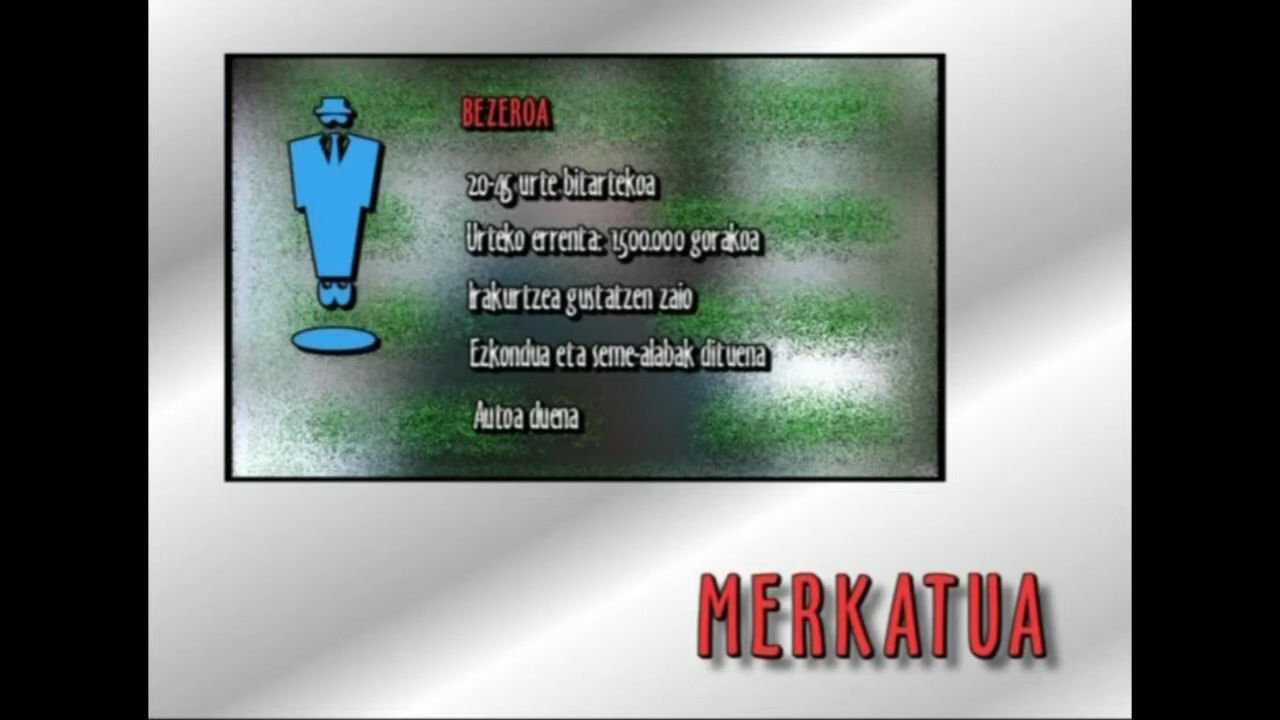 BEZEROA
20-45 urte bitartekoa
Urteko errenta: 1.500.000 gorakoa
Irakurtzea gustatzen zaio
Ezkondua eta seme-alabak dituena
Autoa duena
MERKATUA